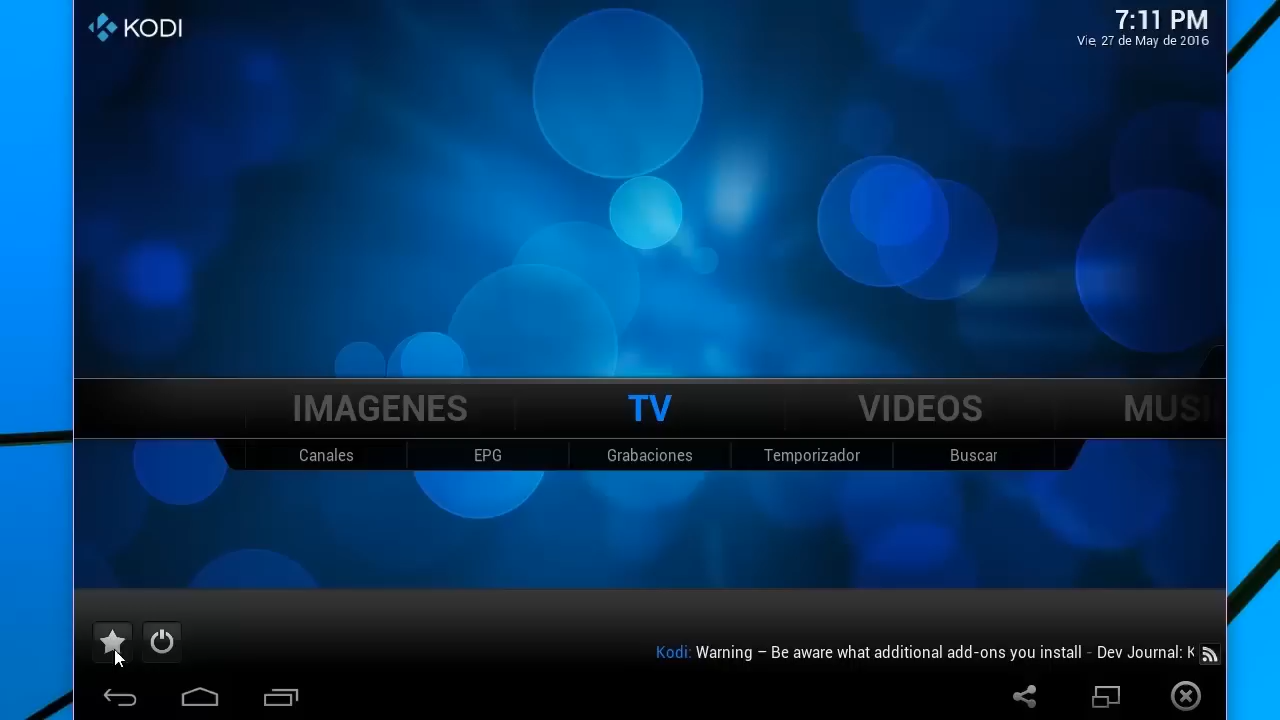 KODI
7:11 PM
Vie, 27 de May de 2016
IMAGENES TV VIDEOS MUSI
Canales EPG Grabaciones Temporizador Buscar
Kodi: Warning – Be aware what additional add-ons you install - Dev Journal: K